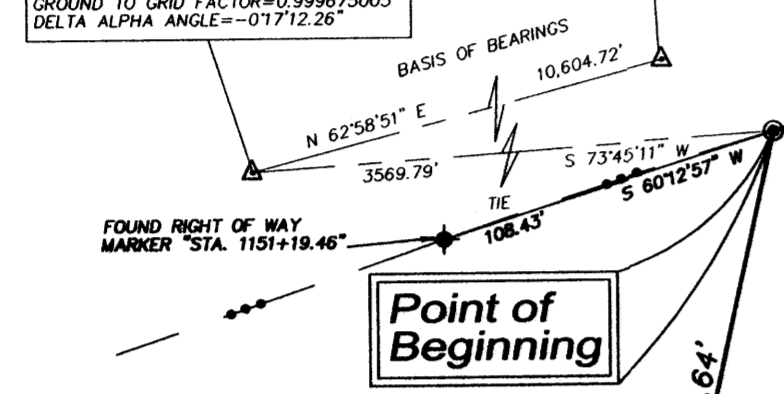 GROUND TO GRID FACTOR=0.999675005
DELTA ALPHA ANGLE=-0°17'12.26"
BASIS OF BEARINGS
10,604.72'
N 62°58'51" E
3569.79'
S 73°45'11" W
S 60°12'57" W
TIE
108.43'
FOUND RIGHT OF WAY
MARKER "STA. 1151+19.46"
Point of
Beginning
.64'